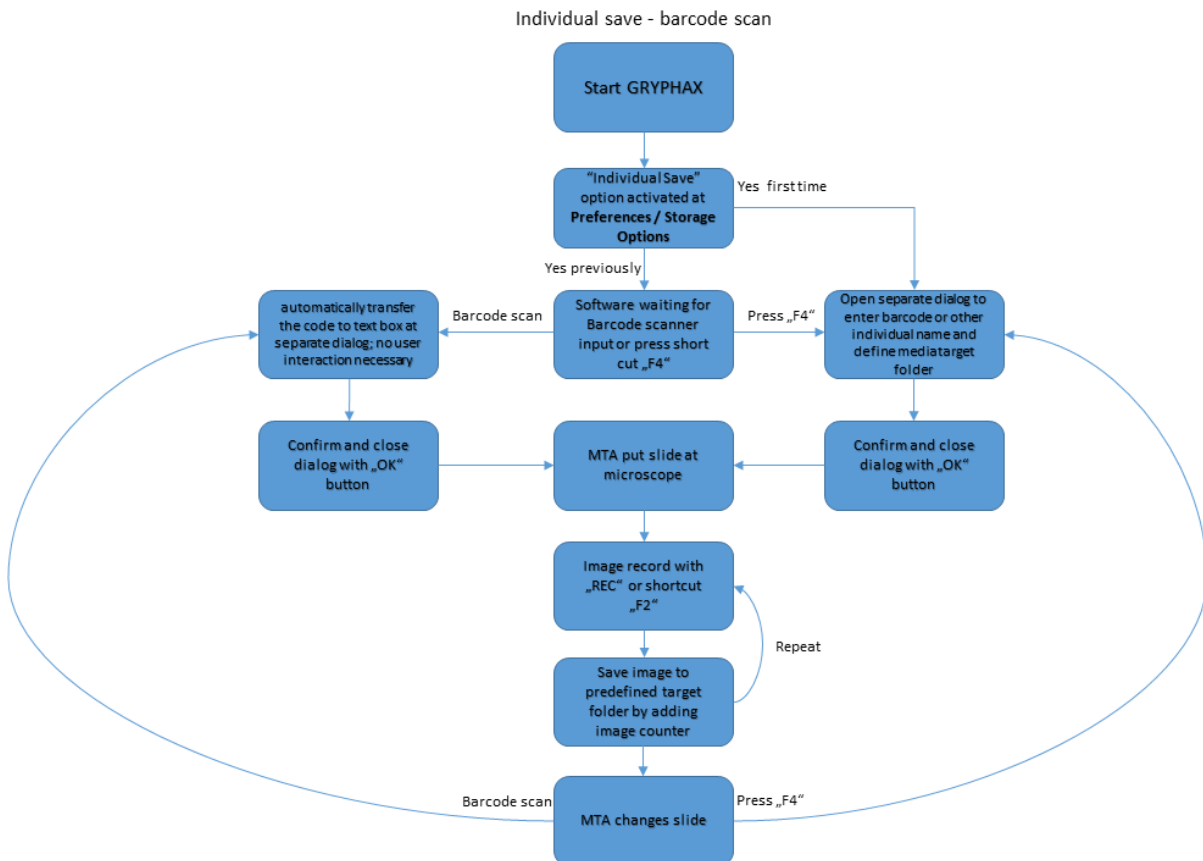 Individual save - barcode scan
Start GRYPHAX
“Individual Save”
option activated at
Preferences / Storage
Options
Yes first time
Yes previously
automatically transfer
the code to text box at
separate dialog; no user
interaction necessary
Barcode scan
Software waiting for
Barcode scanner
input or press short
cut „F4“
Press „F4“
Open separate dialog to
enter barcode or other
individual name and
define media target
folder
Confirm and close
dialog with „OK“
button
MTA put slide at
microscope
Confirm and close
dialog with „OK“
button
Image record with
„REC“ or shortcut
„F2“
Repeat
Save image to
predefined target
folder by adding
image counter
Barcode scan
MTA changes slide
Press „F4“